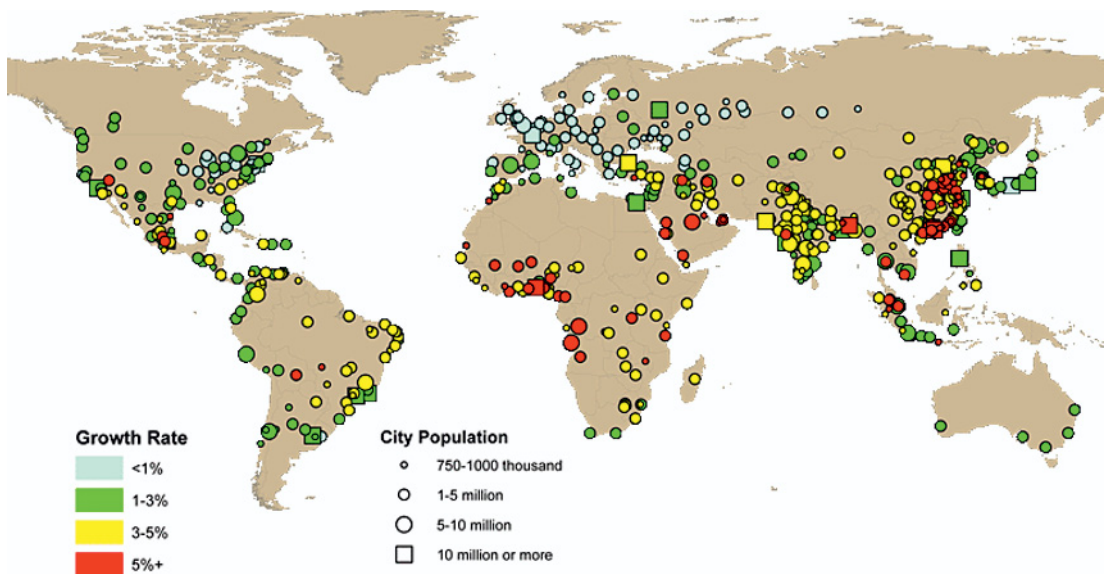 Growth Rate
<1%
1-3%
3-5%
5%+
City Population
750-1000 thousand
1-5 million
5-10 million
10 million or more